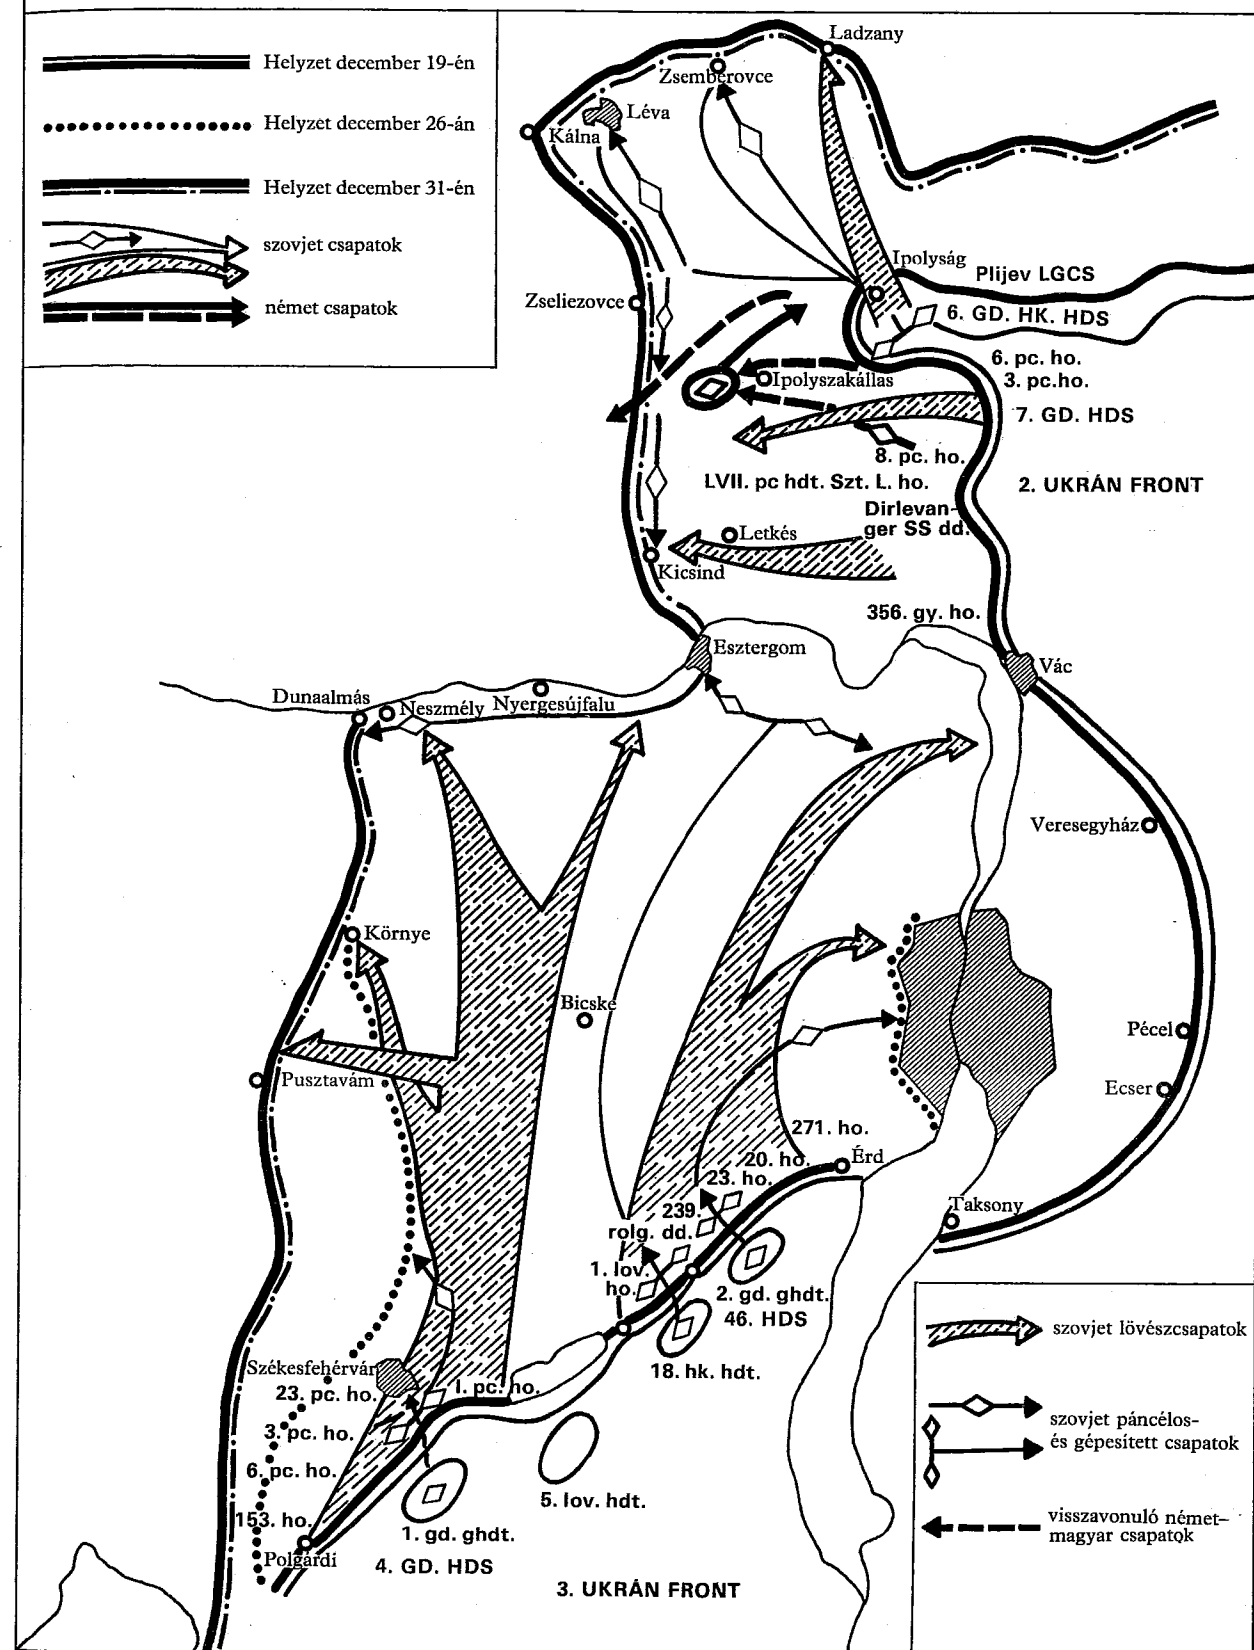 Helyzet december 19-én
Helyzet december 26-án
Helyzet december 31-én
szovjet csapatok
német csapatok
Ladzany
Zsemberovce
Léva
Kálna
Ipolyság
Plijev LGCS
Zseliezovce
6. GD. HK. HDS
6. pc. ho.
3. pc.ho.
Ipolyszakállas
7. GD. HDS
8. pc. ho.
LVII. pc hdt. Szt. L. ho.
2. UKRÁN FRONT
Dirlevan-
ger SS dd.
Letkés
Kicsind
356. gy. ho.
Esztergom
Vác
Dunaalmás
Neszmély
Nyergesújfalu
Veresegyház
Környe
Bicske
Pécel
Pusztavám
Ecser
271. ho.
20. ho.
Érd
23. ho.
239.
rolg. dd.
Taksony
1. lov.
ho.
2. gd. ghdt.
46. HDS
18. hk. hdt.
Székesfehérvár
23. pc. ho.
I. pc. ho.
3. pc. ho.
6. pc. ho.
5. lov. hdt.
153. ho.
1. gd. ghdt.
Polgárdi
4. GD. HDS
3. UKRÁN FRONT
szovjet lövészcsapatok
szovjet páncélos-
és gépesített csapatok
visszavonuló német–
magyar csapatok